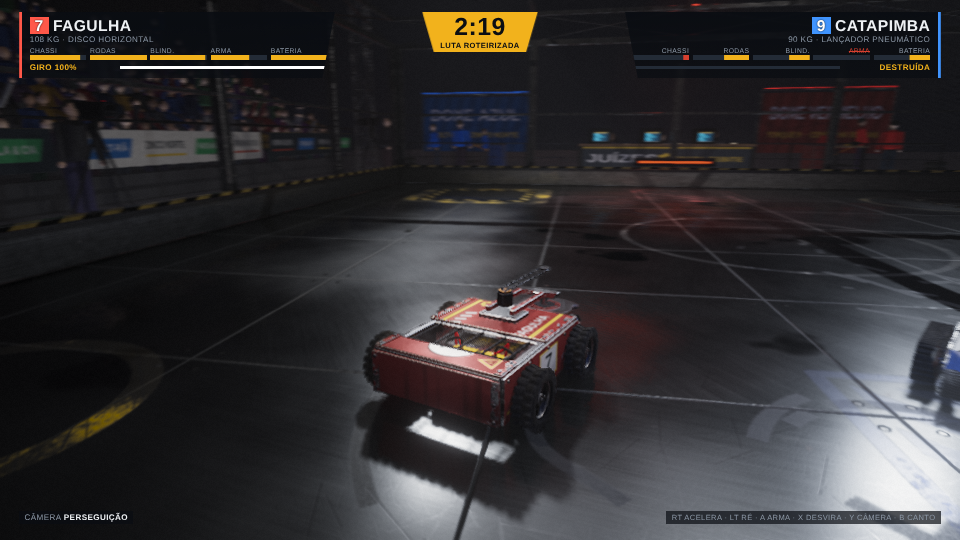 7 FAGULHA
108 KG · DISCO HORIZONTAL
CHASSI RODAS BLIND. ARMA BATERIA
GIRO 100%
2:19
LUTA ROTEIRIZADA
9 CATAPIMBA
90 KG · LANÇADOR PNEUMÁTICO
CHASSI RODAS BLIND. ARMA BATERIA
DESTRUÍDA
7
CÂMERA PERSEGUIÇÃO
RT ACELERA · LT RÉ · A ARMA · X DESVIRA · Y CÂMERA · B CANTO